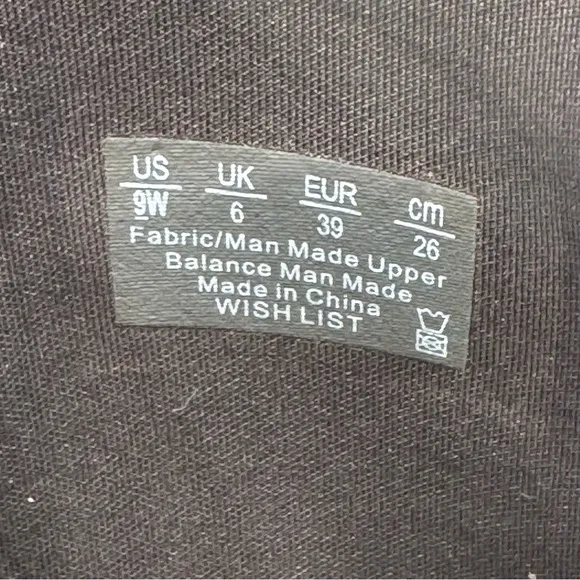 US UK EUR cm
9W 6 39 26
Fabric/Man Made Upper
Balance Man Made
Made in China
WISH LIST